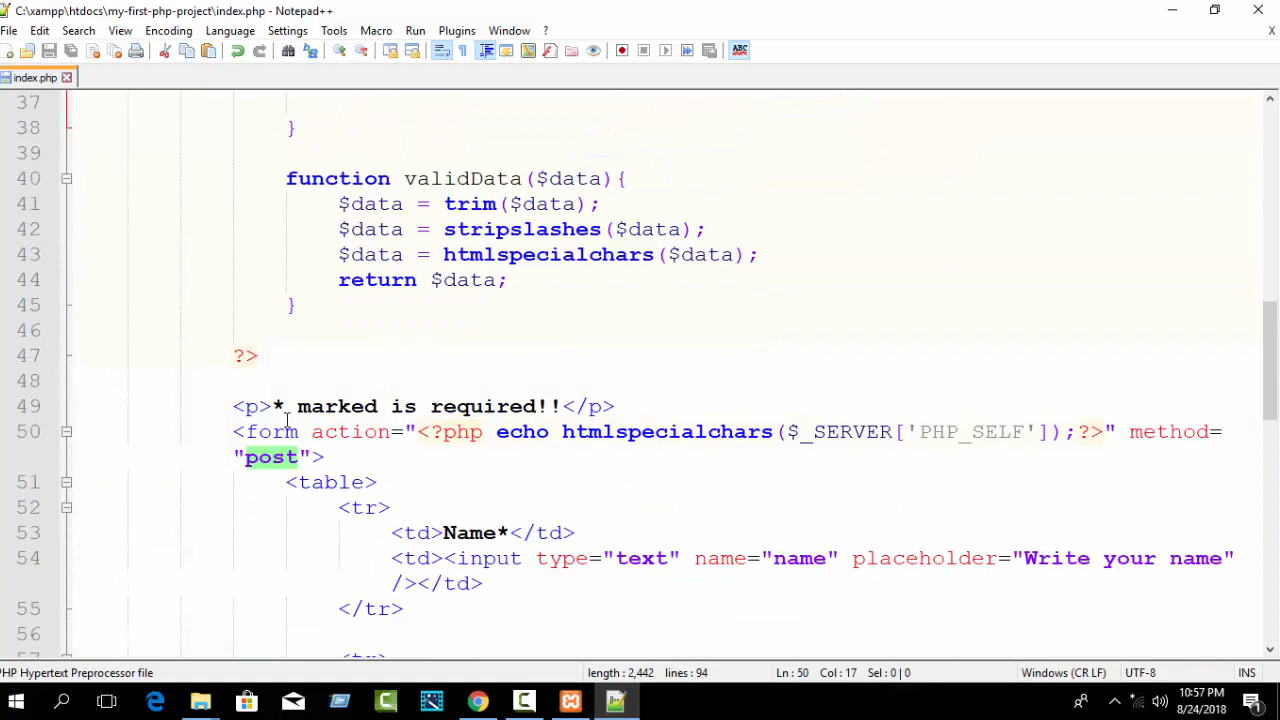 C:\xampp\htdocs\my-first-php-project\index.php - Notepad++
File Edit Search View Encoding Language Settings Tools Macro Run Plugins Window ? X
ABC
index.php
37
38 }
39
40 function validData($data){
41 $data = trim($data);
42 $data = stripslashes($data);
43 $data = htmlspecialchars($data);
44 return $data;
45 }
46
47 ?>
48
49 <p>* marked is required!!</p>
50 <form action="<?php echo htmlspecialchars($_SERVER['PHP_SELF']);?>" method=
"post">
51 <table>
52 <tr>
53 <td>Name*</td>
54 <td><input type="text" name="name" placeholder="Write your name"
/></td>
55 </tr>
56
57 <tr>
PHP Hypertext Preprocessor file length : 2,442 lines : 94 Ln : 50 Col : 17 Sel : 0 | 0 Windows (CR LF) UTF-8 INS
10:57 PM
8/24/2018